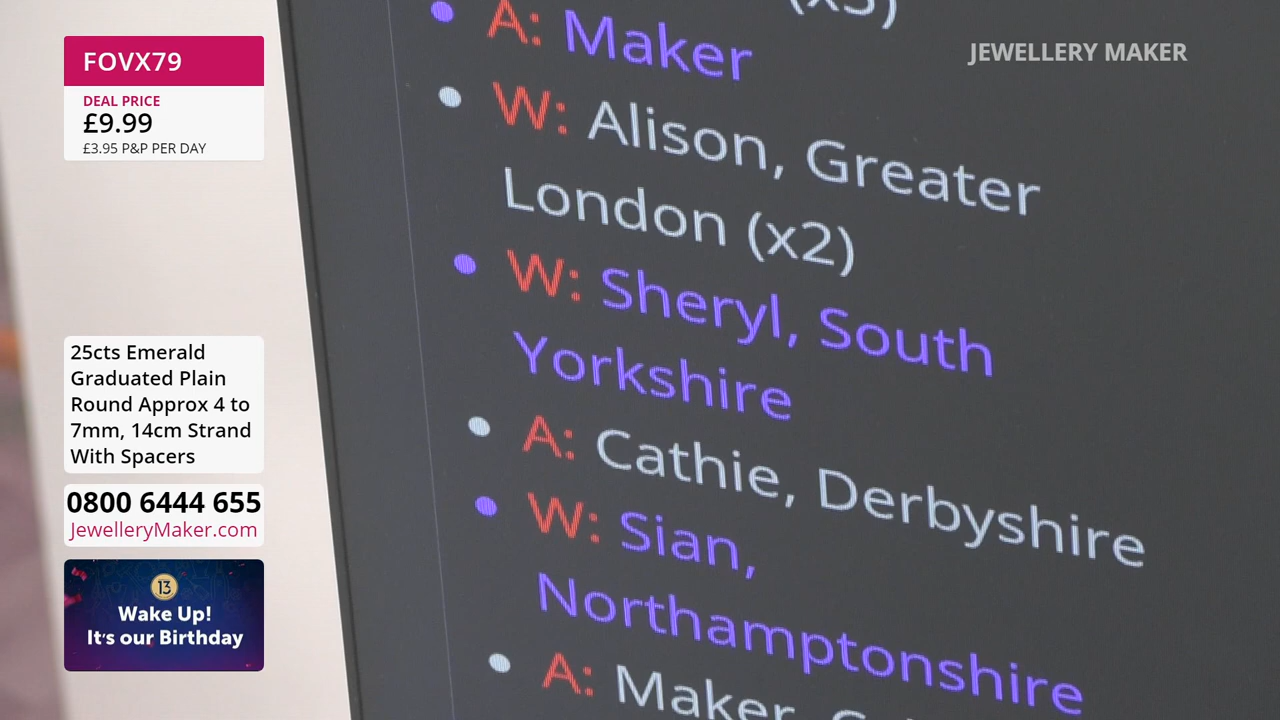 FOVX79
DEAL PRICE
£9.99
£3.95 P&P PER DAY
25cts Emerald
Graduated Plain
Round Approx 4 to
7mm, 14cm Strand
With Spacers
0800 6444 655
JewelleryMaker.com
13
Wake Up!
It's our Birthday
JEWELLERY MAKER
A: Maker
W: Alison, Greater
London (x2)
W: Sheryl, South
Yorkshire
A: Cathie, Derbyshire
W: Sian,
Northamptonshire
A: Maker,